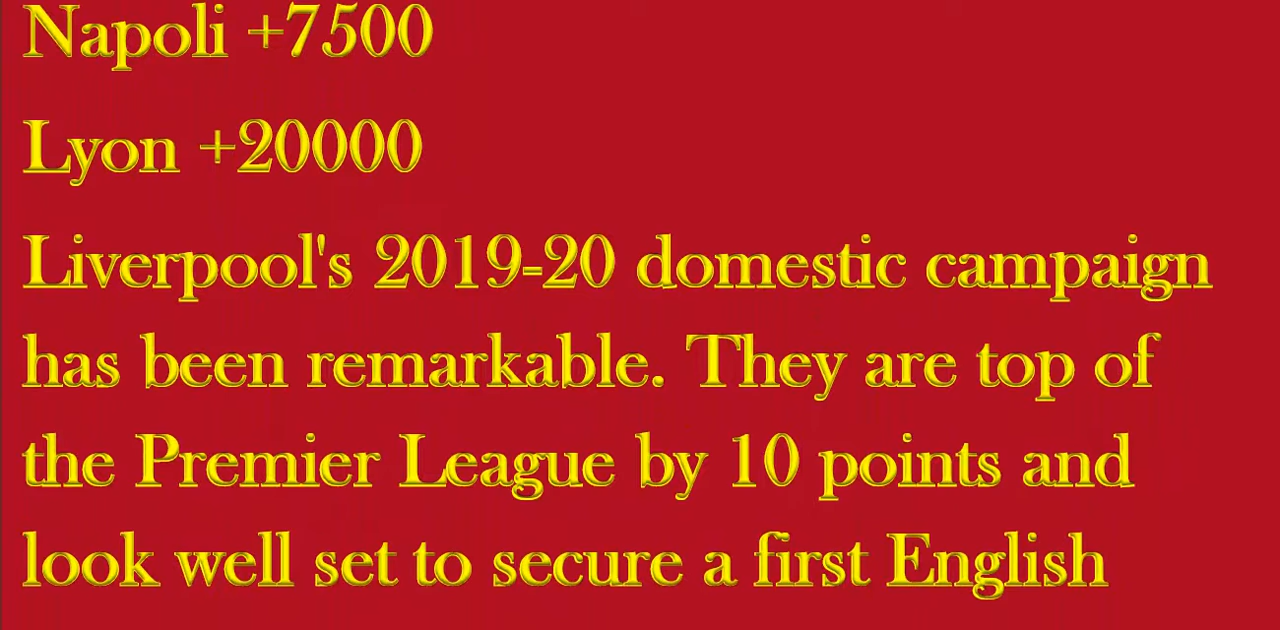 Napoli +7500
Lyon +20000
Liverpool's 2019-20 domestic campaign
has been remarkable. They are top of
the Premier League by 10 points and
look well set to secure a first English